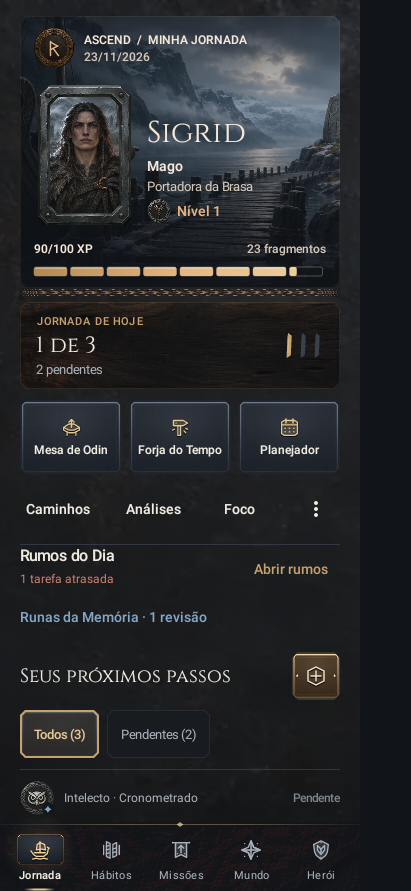 ASCEND / MINHA JORNADA
23/11/2026
Sigrid
Mago
Portadora da Brasa
Nível 1
90/100 XP
23 fragmentos
JORNADA DE HOJE
1 DE 3
2 pendentes
Mesa de Odin
Forja do Tempo
Planejador
Caminhos
Análises
Foco
Rumos do Dia
1 tarefa atrasada
Abrir rumos
Runas da Memória · 1 revisão
Seus próximos passos
Todos (3)
Pendentes (2)
Intelecto · Cronometrado
Pendente
Jornada
Hábitos
Missões
Mundo
Herói